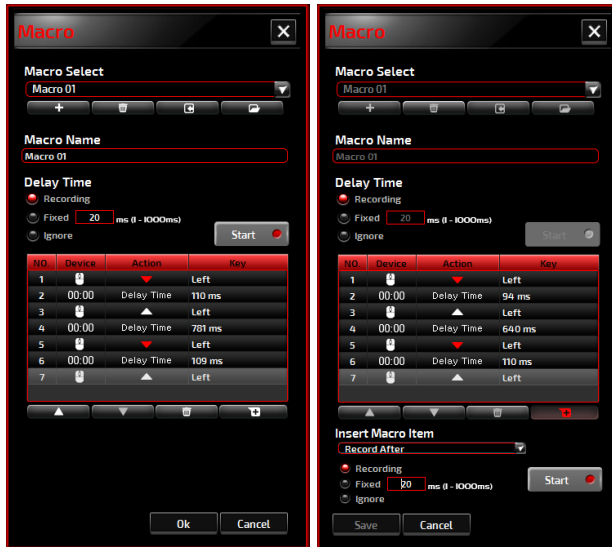 Macro
Macro Select
Macro 01
Macro Name
Macro 01
Delay Time
Recording
Fixed 20 ms (1 - 1000ms)
Ignore
Start
NO. Device Action Key
1 Left
2 00:00 Delay Time 110 ms
3 Left
4 00:00 Delay Time 781 ms
5 Left
6 00:00 Delay Time 109 ms
7 Left
Ok Cancel
Macro
Macro Select
Macro 01
Macro Name
Macro 01
Delay Time
Recording
Fixed 20 ms (1 - 1000ms)
Ignore
Start
NO. Device Action Key
1 Left
2 00:00 Delay Time 94 ms
3 Left
4 00:00 Delay Time 640 ms
5 Left
6 00:00 Delay Time 110 ms
7 Left
Insert Macro Item
Record After
Recording
Fixed 20 ms (1 - 1000ms)
Ignore
Start
Save Cancel